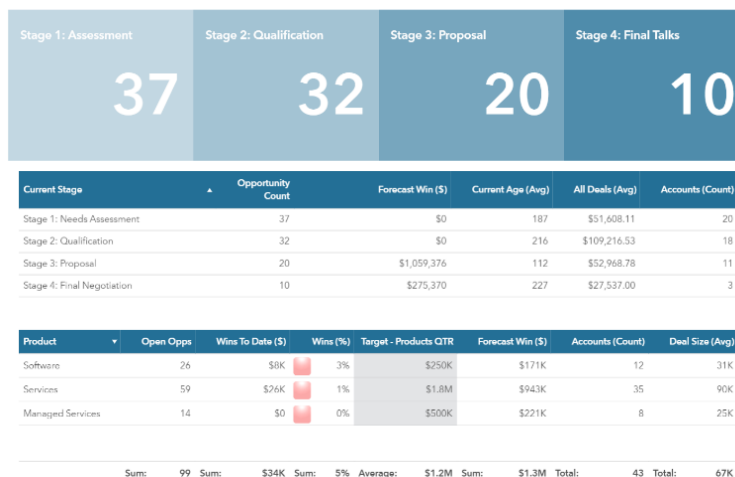 Stage 1: Assessment Stage 2: Qualification Stage 3: Proposal Stage 4: Final Talks
37 32 20 10
Current Stage ▲ Opportunity Count Forecast Win ($) Current Age (Avg) All Deals (Avg) Accounts (Count)
Stage 1: Needs Assessment 37 $0 187 $51,608.11 20
Stage 2: Qualification 32 $0 216 $109,216.53 18
Stage 3: Proposal 20 $1,059,376 112 $52,968.78 11
Stage 4: Final Negotiation 10 $275,370 227 $27,537.00 3
Product ▼ Open Opps Wins To Date ($) Wins (%) Target - Products QTR Forecast Win ($) Accounts (Count) Deal Size (Avg)
Software 26 $8K 3% $250K $171K 12 31K
Services 59 $26K 1% $1.8M $943K 35 90K
Managed Services 14 $0 0% $500K $221K 8 25K
Sum: 99 Sum: $34K Sum: 5% Average: $1.2M Sum: $1.3M Total: 43 Total: 67K